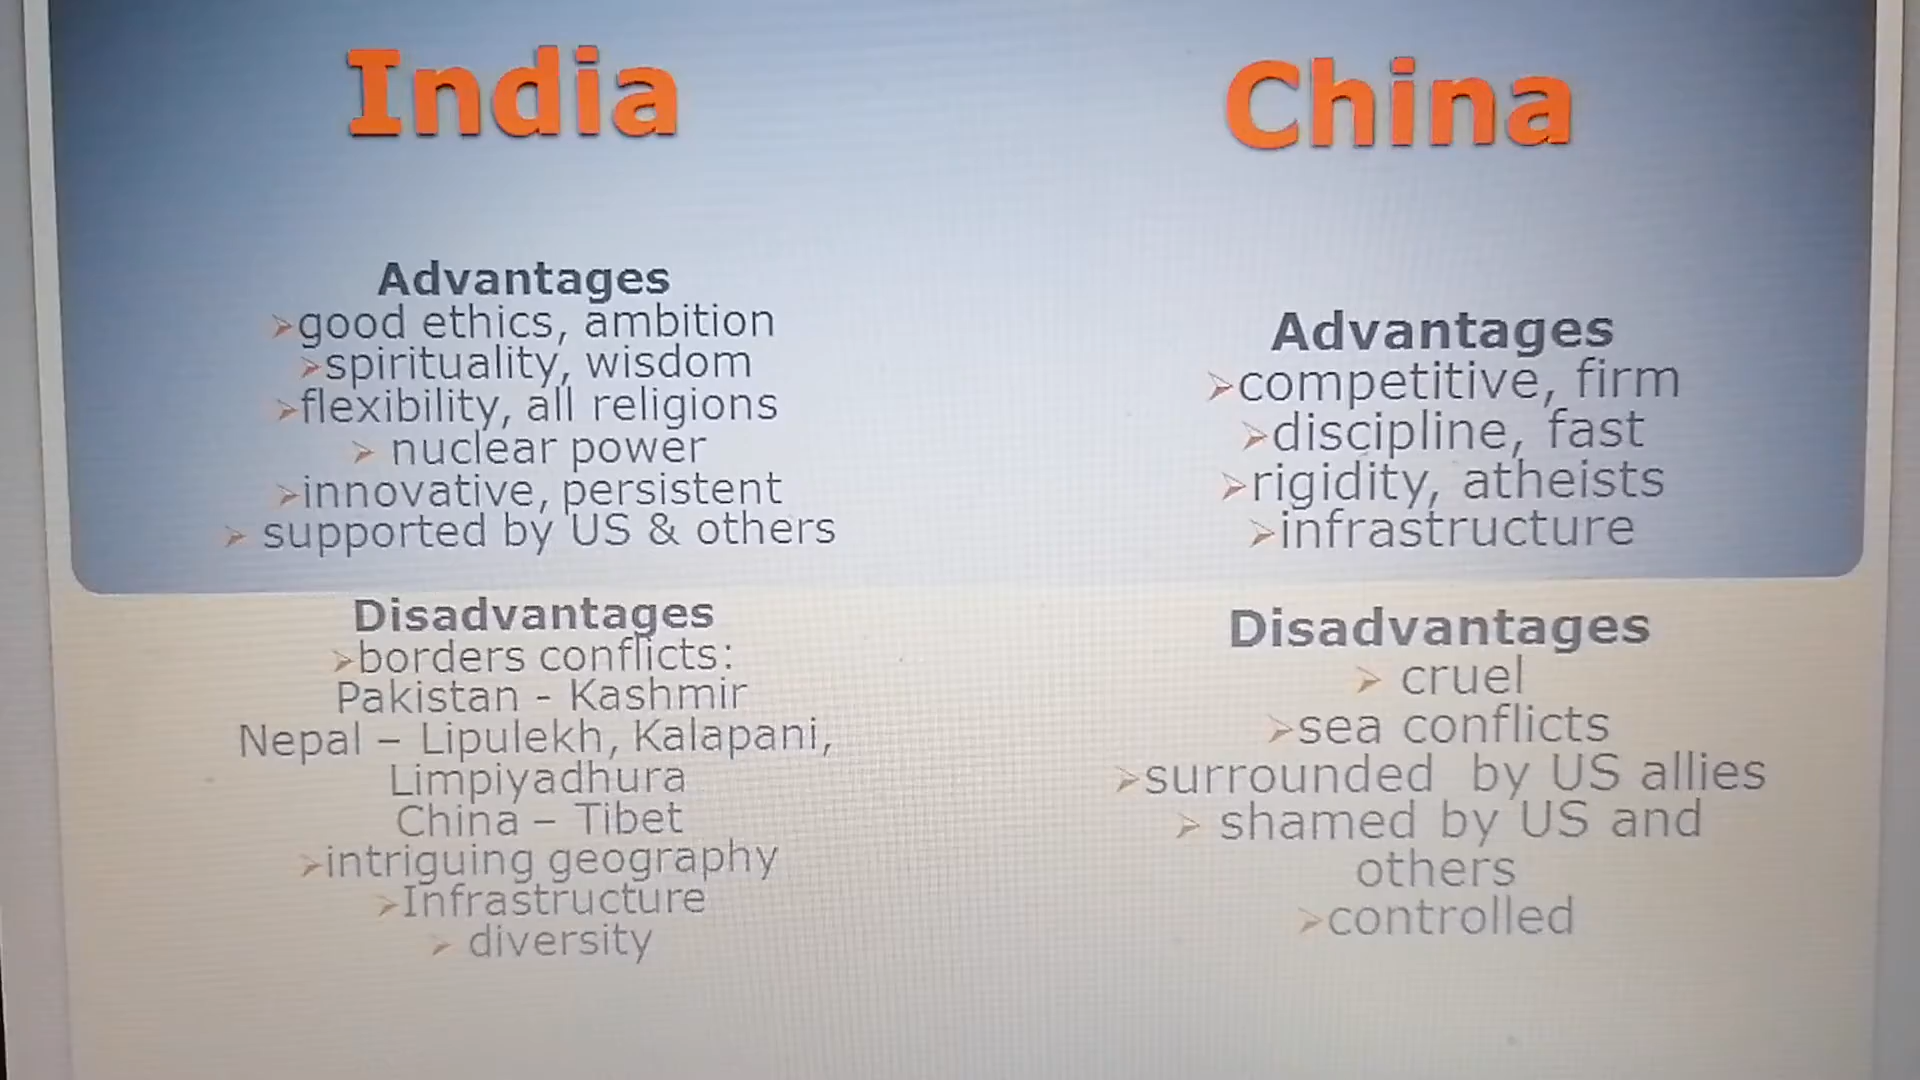 India
Advantages
➢good ethics, ambition
➢spirituality, wisdom
➢flexibility, all religions
➢ nuclear power
➢innovative, persistent
➢ supported by US & others
Disadvantages
➢borders conflicts:
Pakistan - Kashmir
Nepal – Lipulekh, Kalapani,
Limpiyadhura
China – Tibet
➢intriguing geography
➢Infrastructure
➢ diversity
China
Advantages
➢competitive, firm
➢discipline, fast
➢rigidity, atheists
➢infrastructure
Disadvantages
➢ cruel
➢sea conflicts
➢surrounded by US allies
➢ shamed by US and
others
➢controlled